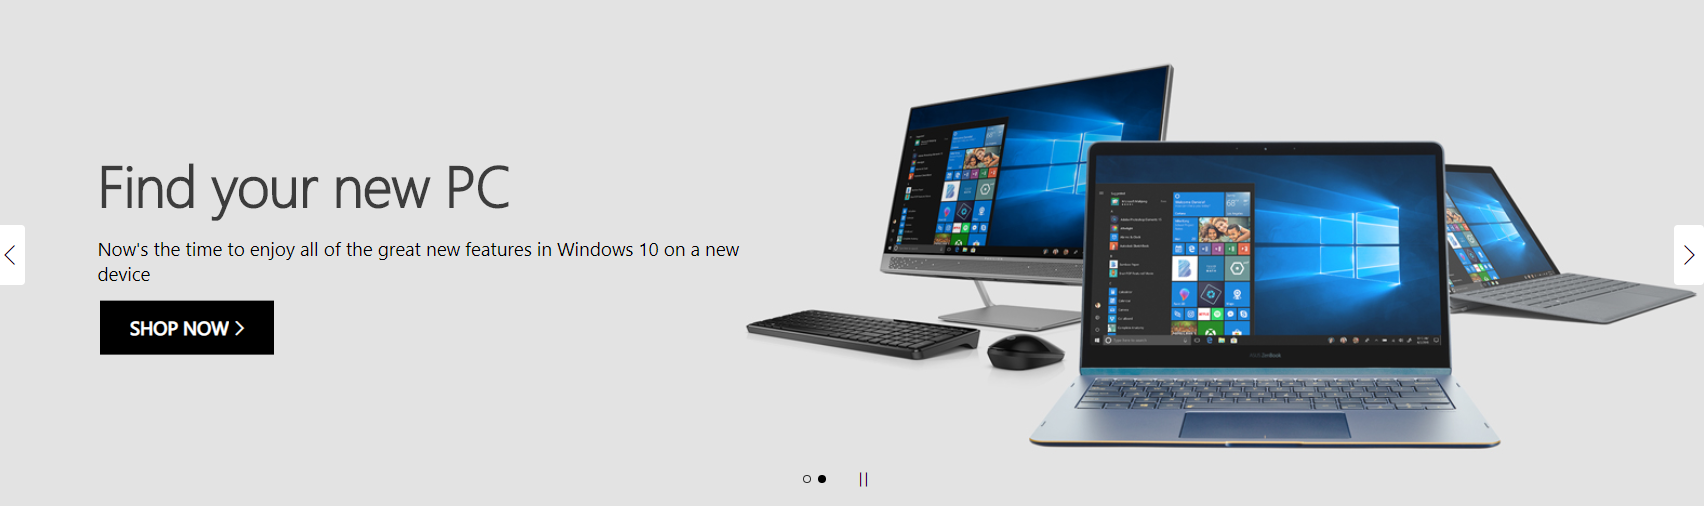 Find your new PC
Now's the time to enjoy all of the great new features in Windows 10 on a new
device
SHOP NOW